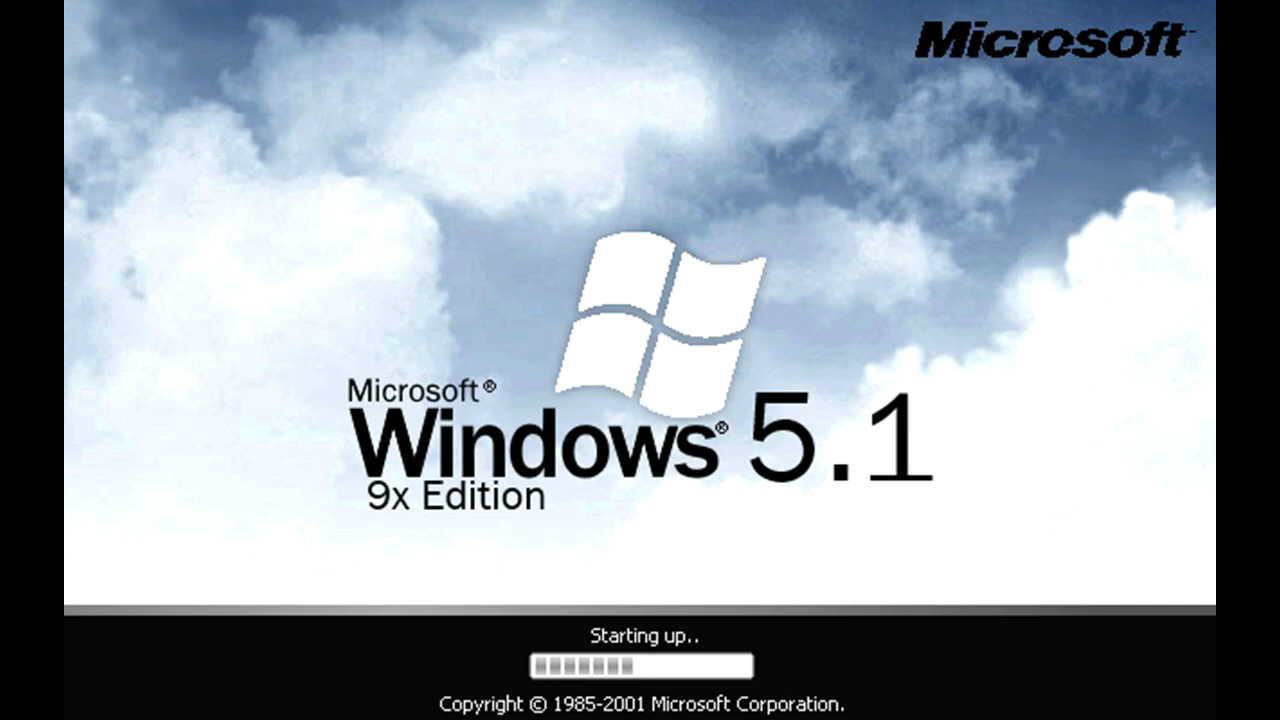 Microsoft
Microsoft®
Windows® 5.1
9x Edition
Starting up..
Copyright © 1985-2001 Microsoft Corporation.